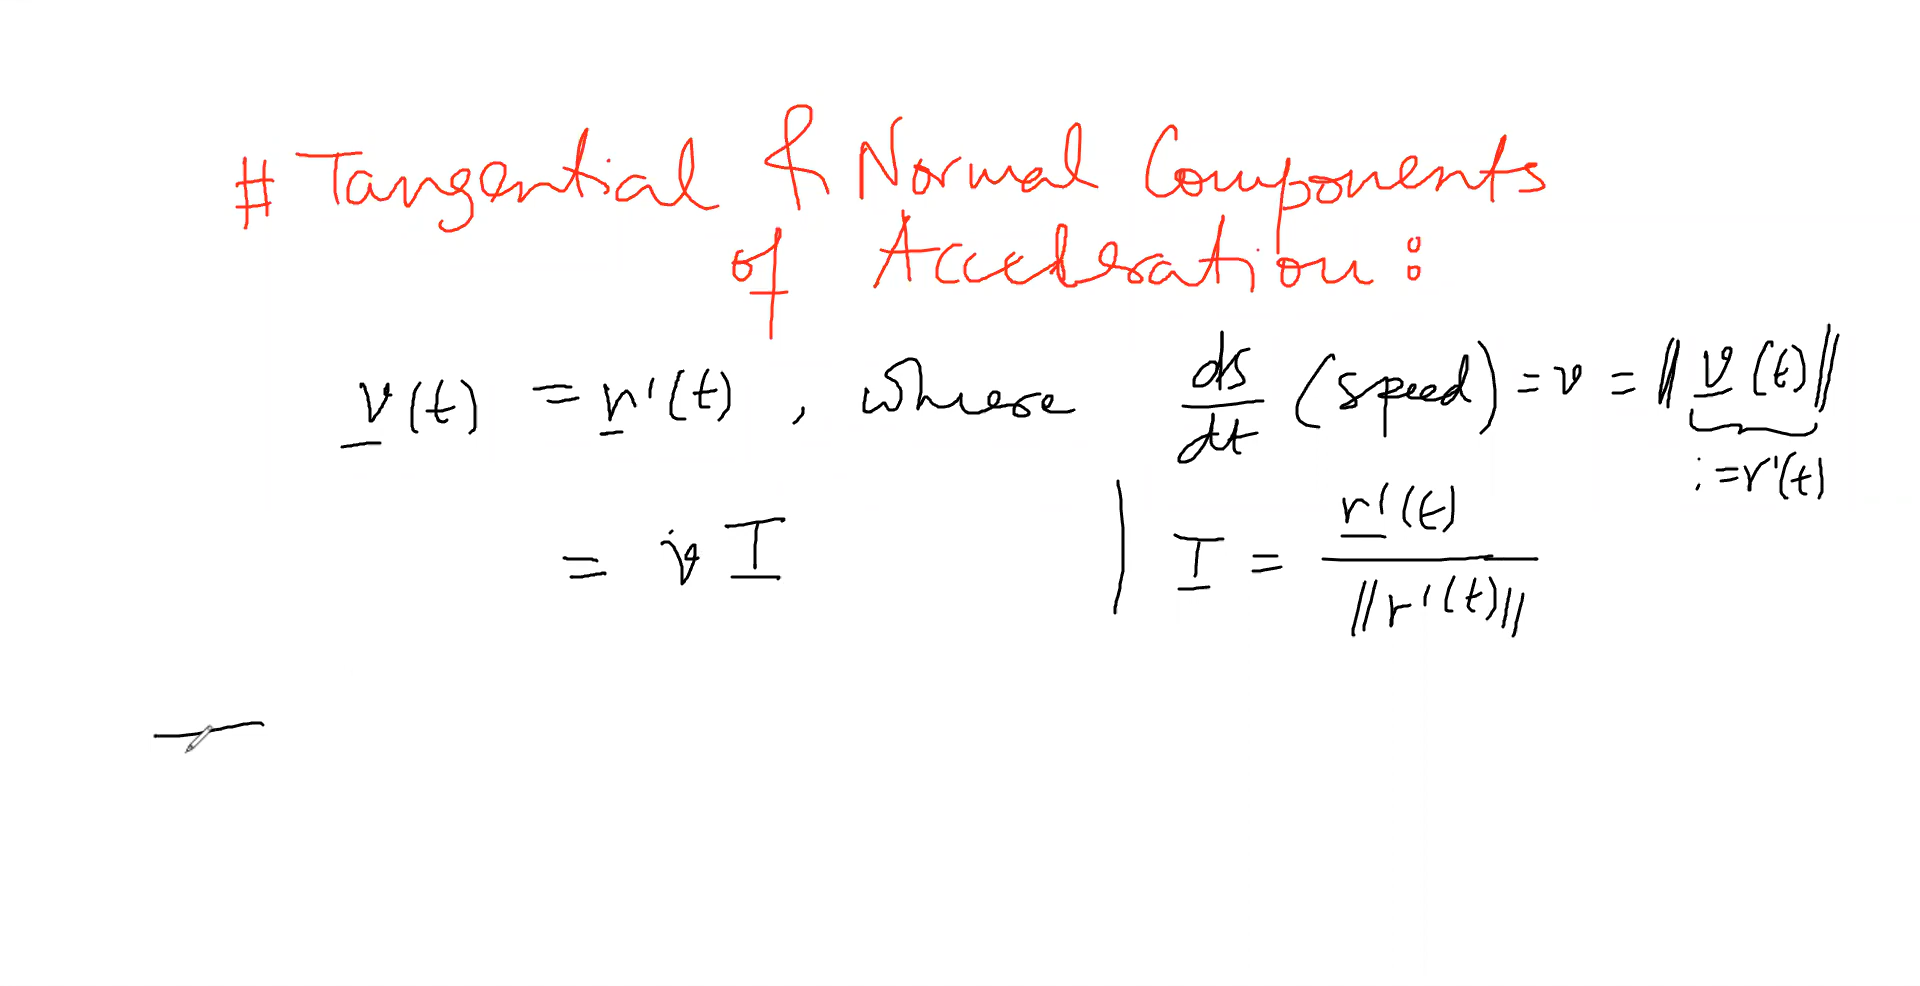 # Tangential & Normal Components
of Acceleration :
v(t) = r'(t) , where ds/dt (speed) = v = ||v(t)||
:= r'(t)
= v T | T = r'(t) / ||r'(t)||